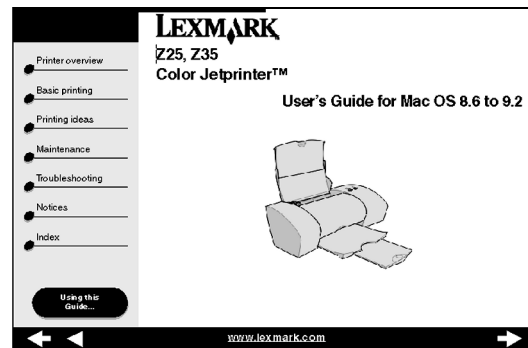 LEXMARK
Z25, Z35
Color Jetprinter™
User's Guide for Mac OS 8.6 to 9.2
Printer overview
Basic printing
Printing ideas
Maintenance
Troubleshooting
Notices
Index
Using this
Guide...
www.lexmark.com